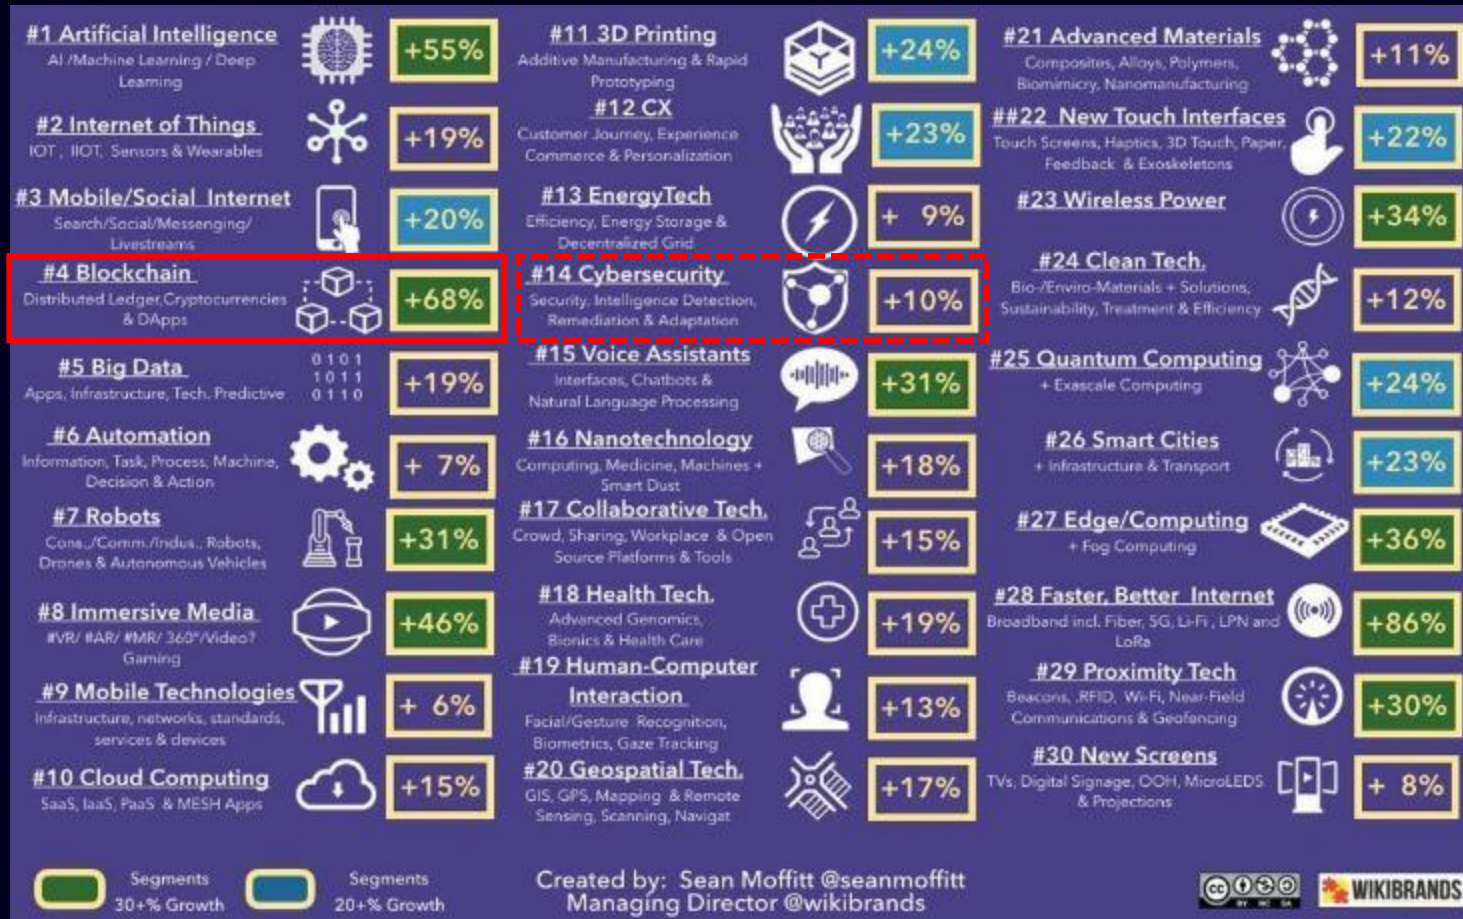 #1 Artificial Intelligence
AI /Machine Learning / Deep
Learning
+55%
#2 Internet of Things
IOT , IIOT, Sensors & Wearables
+19%
#3 Mobile/Social Internet
Search/Social/Messenging/
Livestreams
+20%
#4 Blockchain
Distributed Ledger,Cryptocurrencies
& DApps
+68%
#5 Big Data
Apps, Infrastructure, Tech. Predictive
0101
1011
0110
+19%
#6 Automation
Information, Task, Process, Machine,
Decision & Action
+ 7%
#7 Robots
Cons../Comm./Indus., Robots,
Drones & Autonomous Vehicles
+31%
#8 Immersive Media
#VR/ #AR/ #MR/ 360°/Video?
Gaming
+46%
#9 Mobile Technologies
Infrastructure, networks, standards,
services & devices
+ 6%
#10 Cloud Computing
SaaS, IaaS, PaaS & MESH Apps
+15%
#11 3D Printing
Additive Manufacturing & Rapid
Prototyping
+24%
#12 CX
Customer Journey, Experience
Commerce & Personalization
+23%
#13 EnergyTech
Efficiency, Energy Storage &
Decentralized Grid
+ 9%
#14 Cybersecurity
Security, Intelligence Detection,
Remediation & Adaptation
+10%
#15 Voice Assistants
Interfaces, Chatbots &
Natural Language Processing
+31%
#16 Nanotechnology
Computing, Medicine, Machines +
Smart Dust
+18%
#17 Collaborative Tech.
Crowd, Sharing, Workplace & Open
Source Platforms & Tools
+15%
#18 Health Tech.
Advanced Genomics,
Bionics & Health Care
+19%
#19 Human-Computer
Interaction
Facial/Gesture Recognition,
Biometrics, Gaze Tracking
+13%
#20 Geospatial Tech.
GIS, GPS, Mapping & Remote
Sensing, Scanning, Navigat
+17%
#21 Advanced Materials
Composites, Alloys, Polymers,
Biomimicry, Nanomanufacturing
+11%
##22 New Touch Interfaces
Touch Screens, Haptics, 3D Touch, Paper,
Feedback & Exoskeletons
+22%
#23 Wireless Power
+34%
#24 Clean Tech.
Bio-/Enviro-Materials + Solutions,
Sustainability, Treatment & Efficiency
+12%
#25 Quantum Computing
+ Exascale Computing
+24%
#26 Smart Cities
+ Infrastructure & Transport
+23%
#27 Edge/Computing
+ Fog Computing
+36%
#28 Faster, Better Internet
Broadband incl. Fiber, 5G, Li-Fi , LPN and
LoRa
+86%
#29 Proximity Tech
Beacons, .RFID, Wi-Fi, Near-Field
Communications & Geofencing
+30%
#30 New Screens
TVs, Digital Signage, OOH, MicroLEDS
& Projections
+ 8%
Segments
30+% Growth
Segments
20+% Growth
Created by: Sean Moffitt @seanmoffitt
Managing Director @wikibrands
cc
BY NC SA
WIKIBRANDS